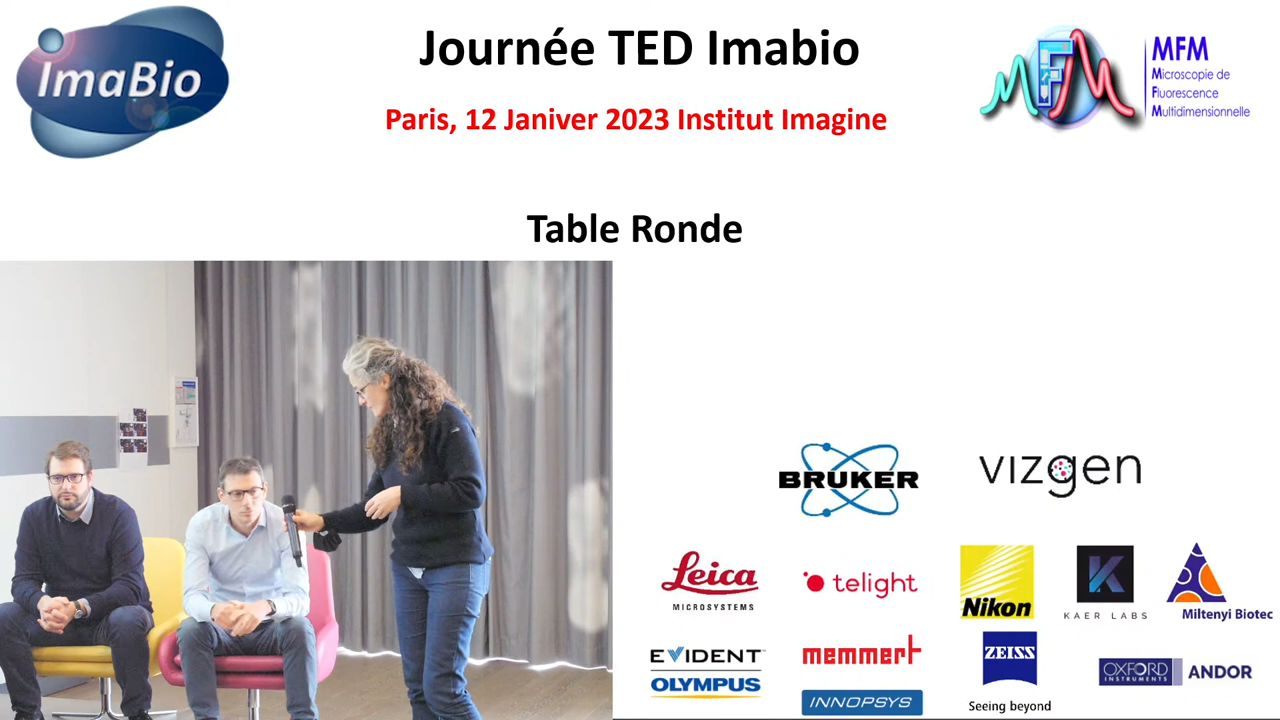 ImaBio
Journée TED Imabio
Paris, 12 Janiver 2023 Institut Imagine
MFM
MFM
Microscopie de
Fluorescence
Multidimensionnelle
Table Ronde
BRUKER
vizgen
Leica
MICROSYSTEMS
telight
Nikon
K
KAER LABS
Miltenyi Biotec
EVIDENT
OLYMPUS
memmert
INNOPSYS
ZEISS
Seeing beyond
OXFORD
INSTRUMENTS
ANDOR